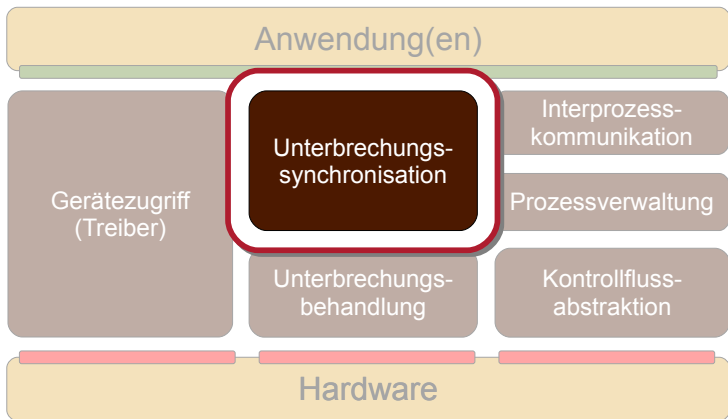 Anwendung(en)
Gerätezugriff
(Treiber)
Unterbrechungs-
synchronisation
Unterbrechungs-
behandlung
Interprozess-
kommunikation
Prozessverwaltung
Kontrollfluss-
abstraktion
Hardware